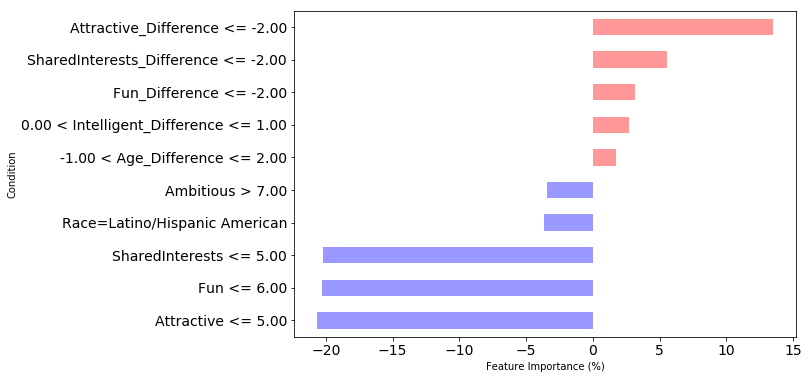 Attractive_Difference <= -2.00
SharedInterests_Difference <= -2.00
Fun_Difference <= -2.00
0.00 < Intelligent_Difference <= 1.00
-1.00 < Age_Difference <= 2.00
Ambitious > 7.00
Race=Latino/Hispanic American
SharedInterests <= 5.00
Fun <= 6.00
Attractive <= 5.00
Condition
−20 −15 −10 −5 0 5 10 15
Feature Importance (%)